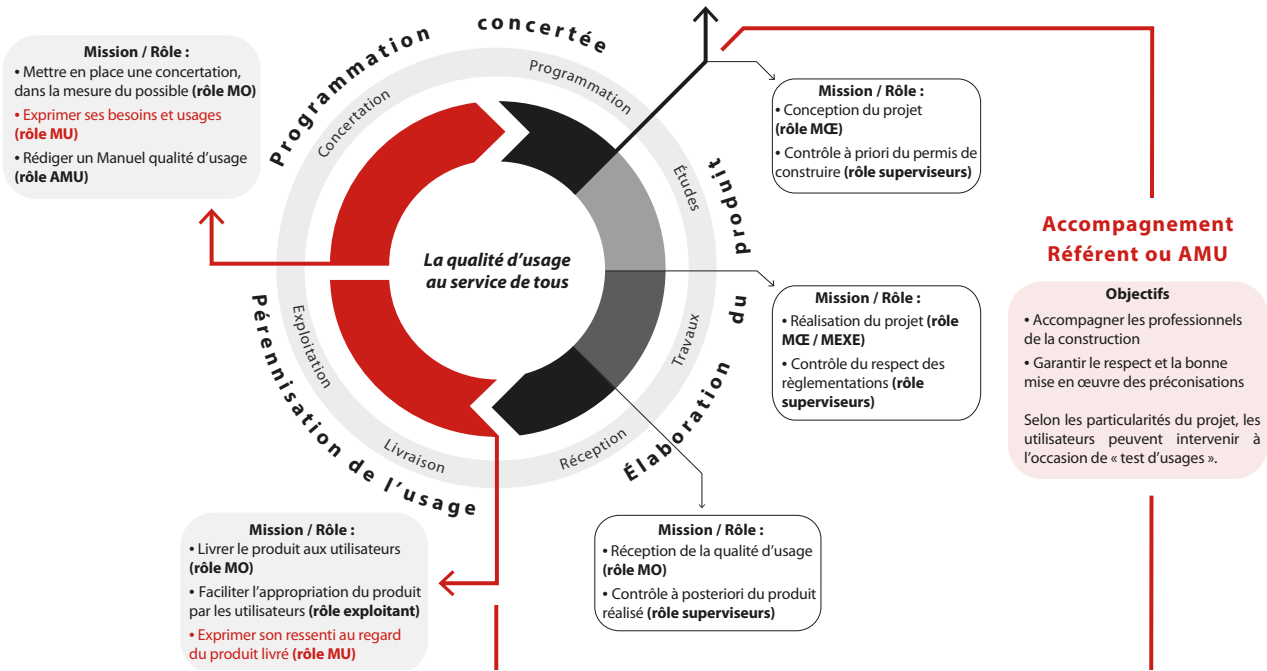 Programmation concertée
Concertation
Programmation
Études
Travaux
Réception
Livraison
Exploitation
Élaboration du produit
Pérennisation de l'usage
La qualité d'usage
au service de tous
Mission / Rôle :
• Mettre en place une concertation,
dans la mesure du possible (rôle MO)
• Exprimer ses besoins et usages
(rôle MU)
• Rédiger un Manuel qualité d'usage
(rôle AMU)
Mission / Rôle :
• Conception du projet
(rôle MŒ)
• Contrôle à priori du permis de
construire (rôle superviseurs)
Mission / Rôle :
• Réalisation du projet (rôle
MŒ / MEXE)
• Contrôle du respect des
règlementations (rôle
superviseurs)
Mission / Rôle :
• Réception de la qualité d'usage
(rôle MO)
• Contrôle à posteriori du produit
réalisé (rôle superviseurs)
Mission / Rôle :
• Livrer le produit aux utilisateurs
(rôle MO)
• Faciliter l'appropriation du produit
par les utilisateurs (rôle exploitant)
• Exprimer son ressenti au regard
du produit livré (rôle MU)
Accompagnement
Référent ou AMU
Objectifs
• Accompagner les professionnels
de la construction
• Garantir le respect et la bonne
mise en œuvre des préconisations
Selon les particularités du projet, les
utilisateurs peuvent intervenir à
l'occasion de « test d'usages ».